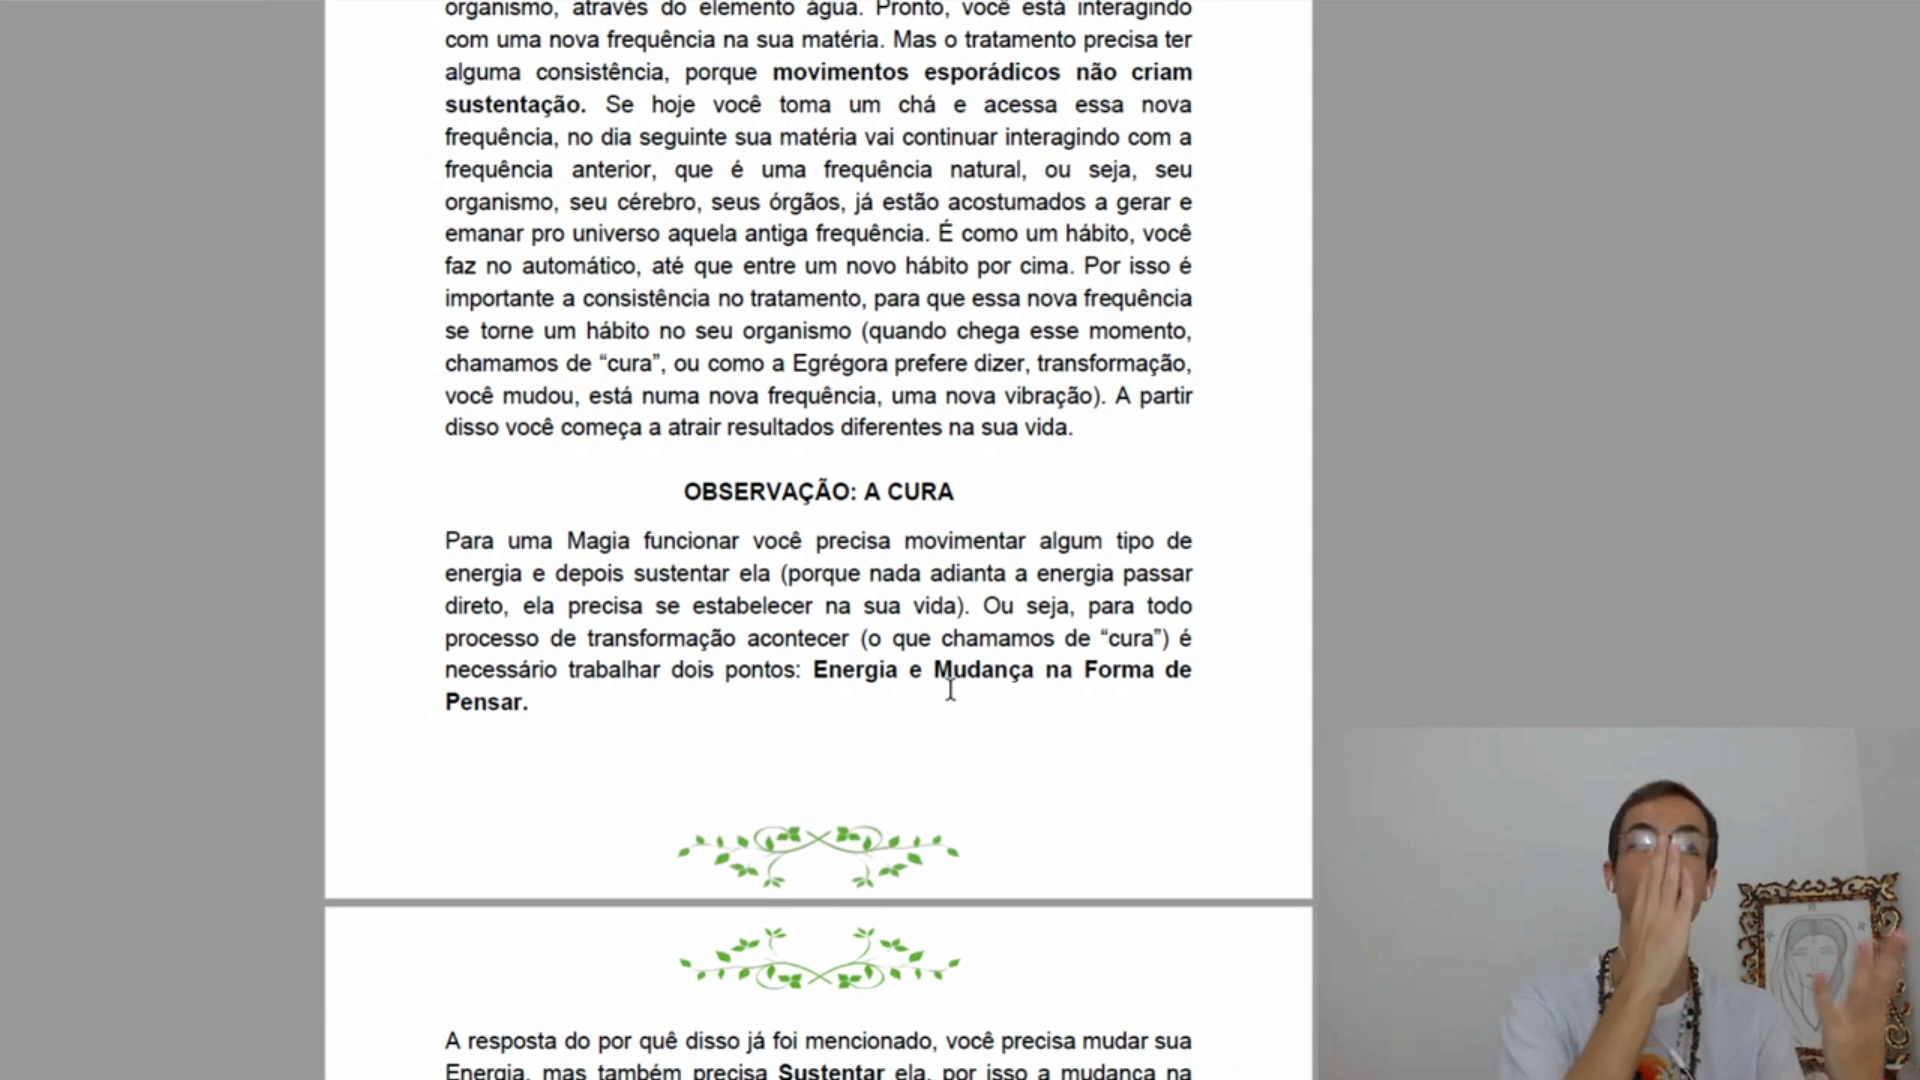 organismo, através do elemento água. Pronto, você está interagindo
com uma nova frequência na sua matéria. Mas o tratamento precisa ter
alguma consistência, porque movimentos esporádicos não criam
sustentação. Se hoje você toma um chá e acessa essa nova
frequência, no dia seguinte sua matéria vai continuar interagindo com a
frequência anterior, que é uma frequência natural, ou seja, seu
organismo, seu cérebro, seus órgãos, já estão acostumados a gerar e
emanar pro universo aquela antiga frequência. É como um hábito, você
faz no automático, até que entre um novo hábito por cima. Por isso é
importante a consistência no tratamento, para que essa nova frequência
se torne um hábito no seu organismo (quando chega esse momento,
chamamos de “cura”, ou como a Egrégora prefere dizer, transformação,
você mudou, está numa nova frequência, uma nova vibração). A partir
disso você começa a atrair resultados diferentes na sua vida.
OBSERVAÇÃO: A CURA
Para uma Magia funcionar você precisa movimentar algum tipo de
energia e depois sustentar ela (porque nada adianta a energia passar
direto, ela precisa se estabelecer na sua vida). Ou seja, para todo
processo de transformação acontecer (o que chamamos de “cura”) é
necessário trabalhar dois pontos: Energia e Mudança na Forma de
Pensar.
A resposta do por quê disso já foi mencionado, você precisa mudar sua
Energia, mas também precisa Sustentar ela, por isso a mudança na